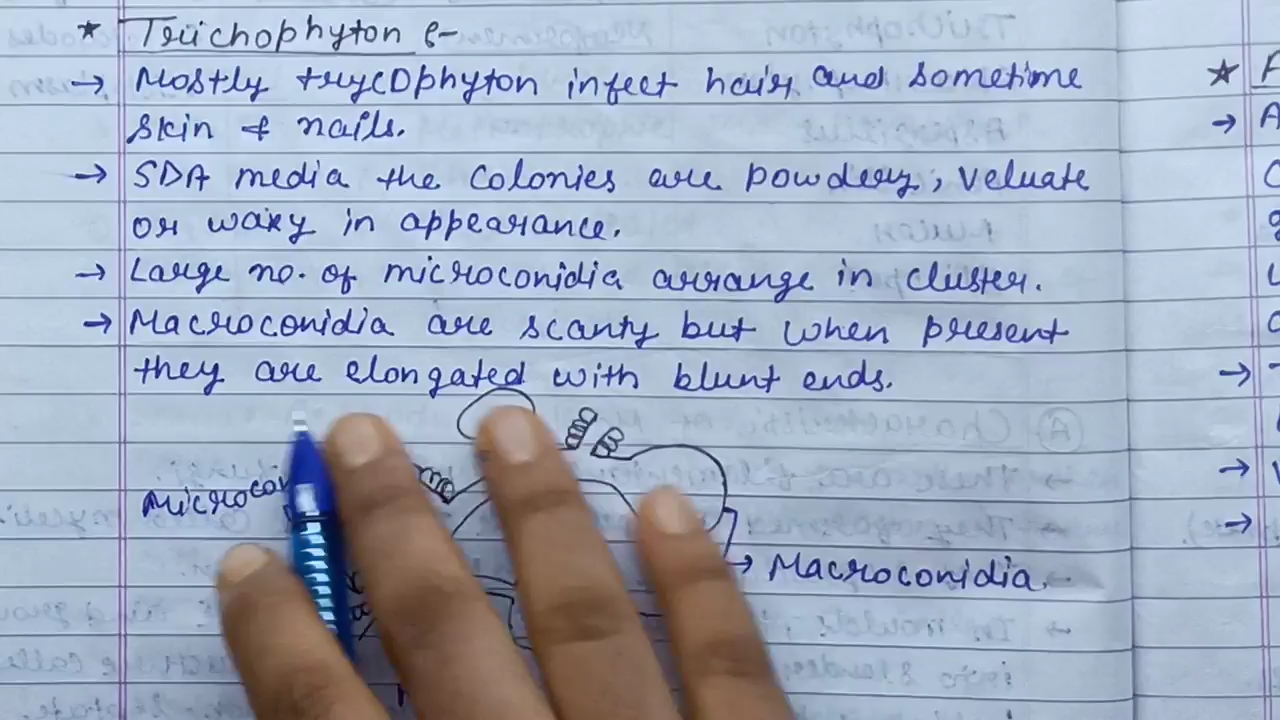 ★ Trichophyton :-
→ Mostly trycophyton infect hair, and sometime
skin & nails.
→ SDA media the colonies are powdery, veluate
or waxy in appearance.
→ Large no. of microconidia arrange in cluster.
→ Macroconidia are scanty but when present
they are elongated with blunt ends.
→ Macroconidia